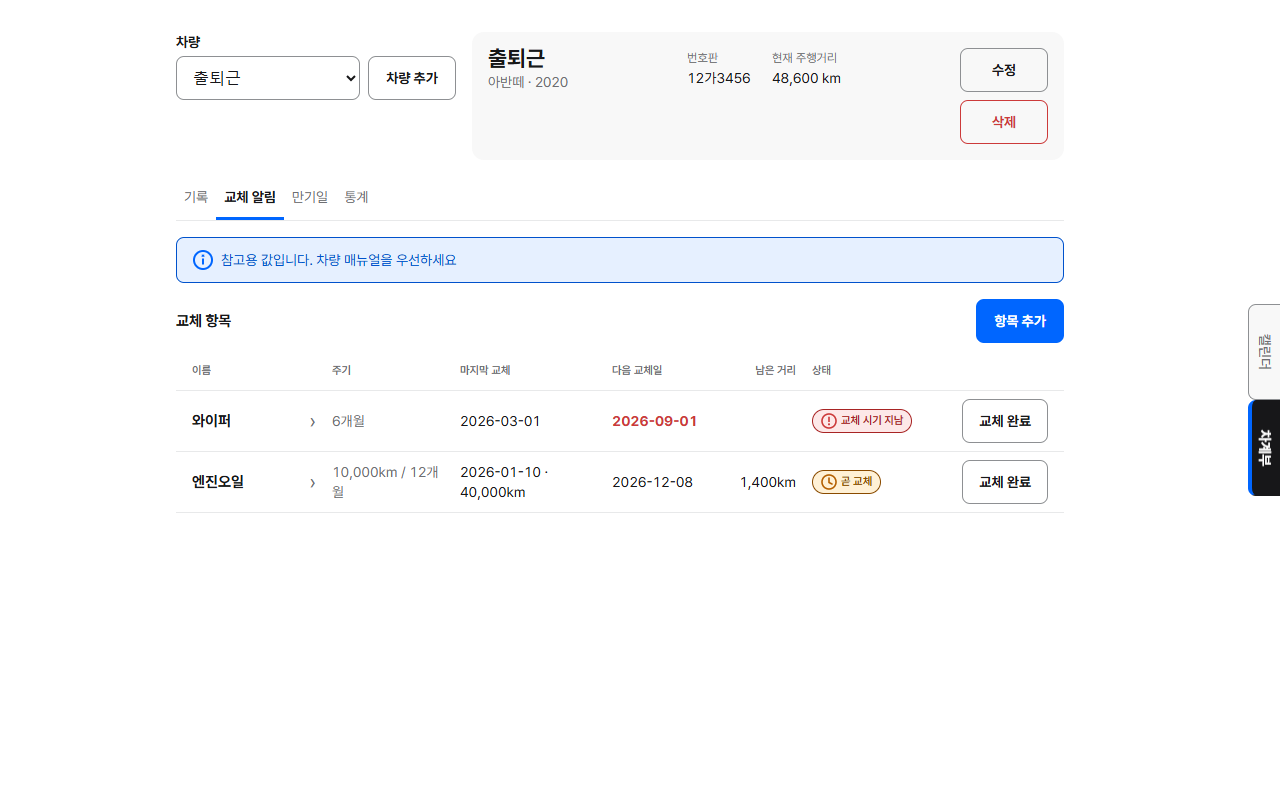 차량
출퇴근
차량 추가
출퇴근
아반떼 · 2020
번호판
12가3456
현재 주행거리
48,600 km
수정
삭제
기록 교체 알림 만기일 통계
참고용 값입니다. 차량 매뉴얼을 우선하세요
교체 항목
항목 추가
이름 주기 마지막 교체 다음 교체일 남은 거리 상태
와이퍼 › 6개월 2026-03-01 2026-09-01 교체 시기 지남 교체 완료
엔진오일 › 10,000km / 12개
월
2026-01-10 ·
40,000km
2026-12-08 1,400km 곧 교체 교체 완료
캘린더
차계부